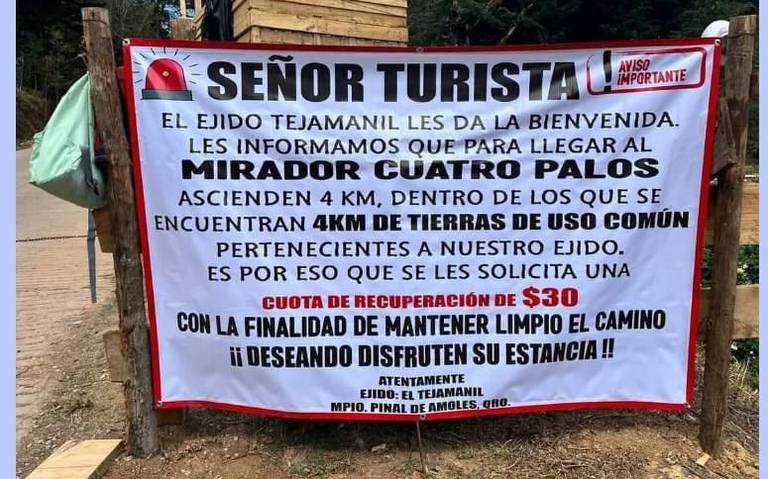 SEÑOR TURISTA
! AVISO
IMPORTANTE
EL EJIDO TEJAMANIL LES DA LA BIENVENIDA.
LES INFORMAMOS QUE PARA LLEGAR AL
MIRADOR CUATRO PALOS
ASCIENDEN 4 KM, DENTRO DE LOS QUE SE
ENCUENTRAN 4KM DE TIERRAS DE USO COMÚN
PERTENECIENTES A NUESTRO EJIDO.
ES POR ESO QUE SE LES SOLICITA UNA
CUOTA DE RECUPERACIÓN DE $30
CON LA FINALIDAD DE MANTENER LIMPIO EL CAMINO
¡¡ DESEANDO DISFRUTEN SU ESTANCIA !!
ATENTAMENTE
EJIDO: EL TEJAMANIL
MPIO. PINAL DE AMOLES, QRO.